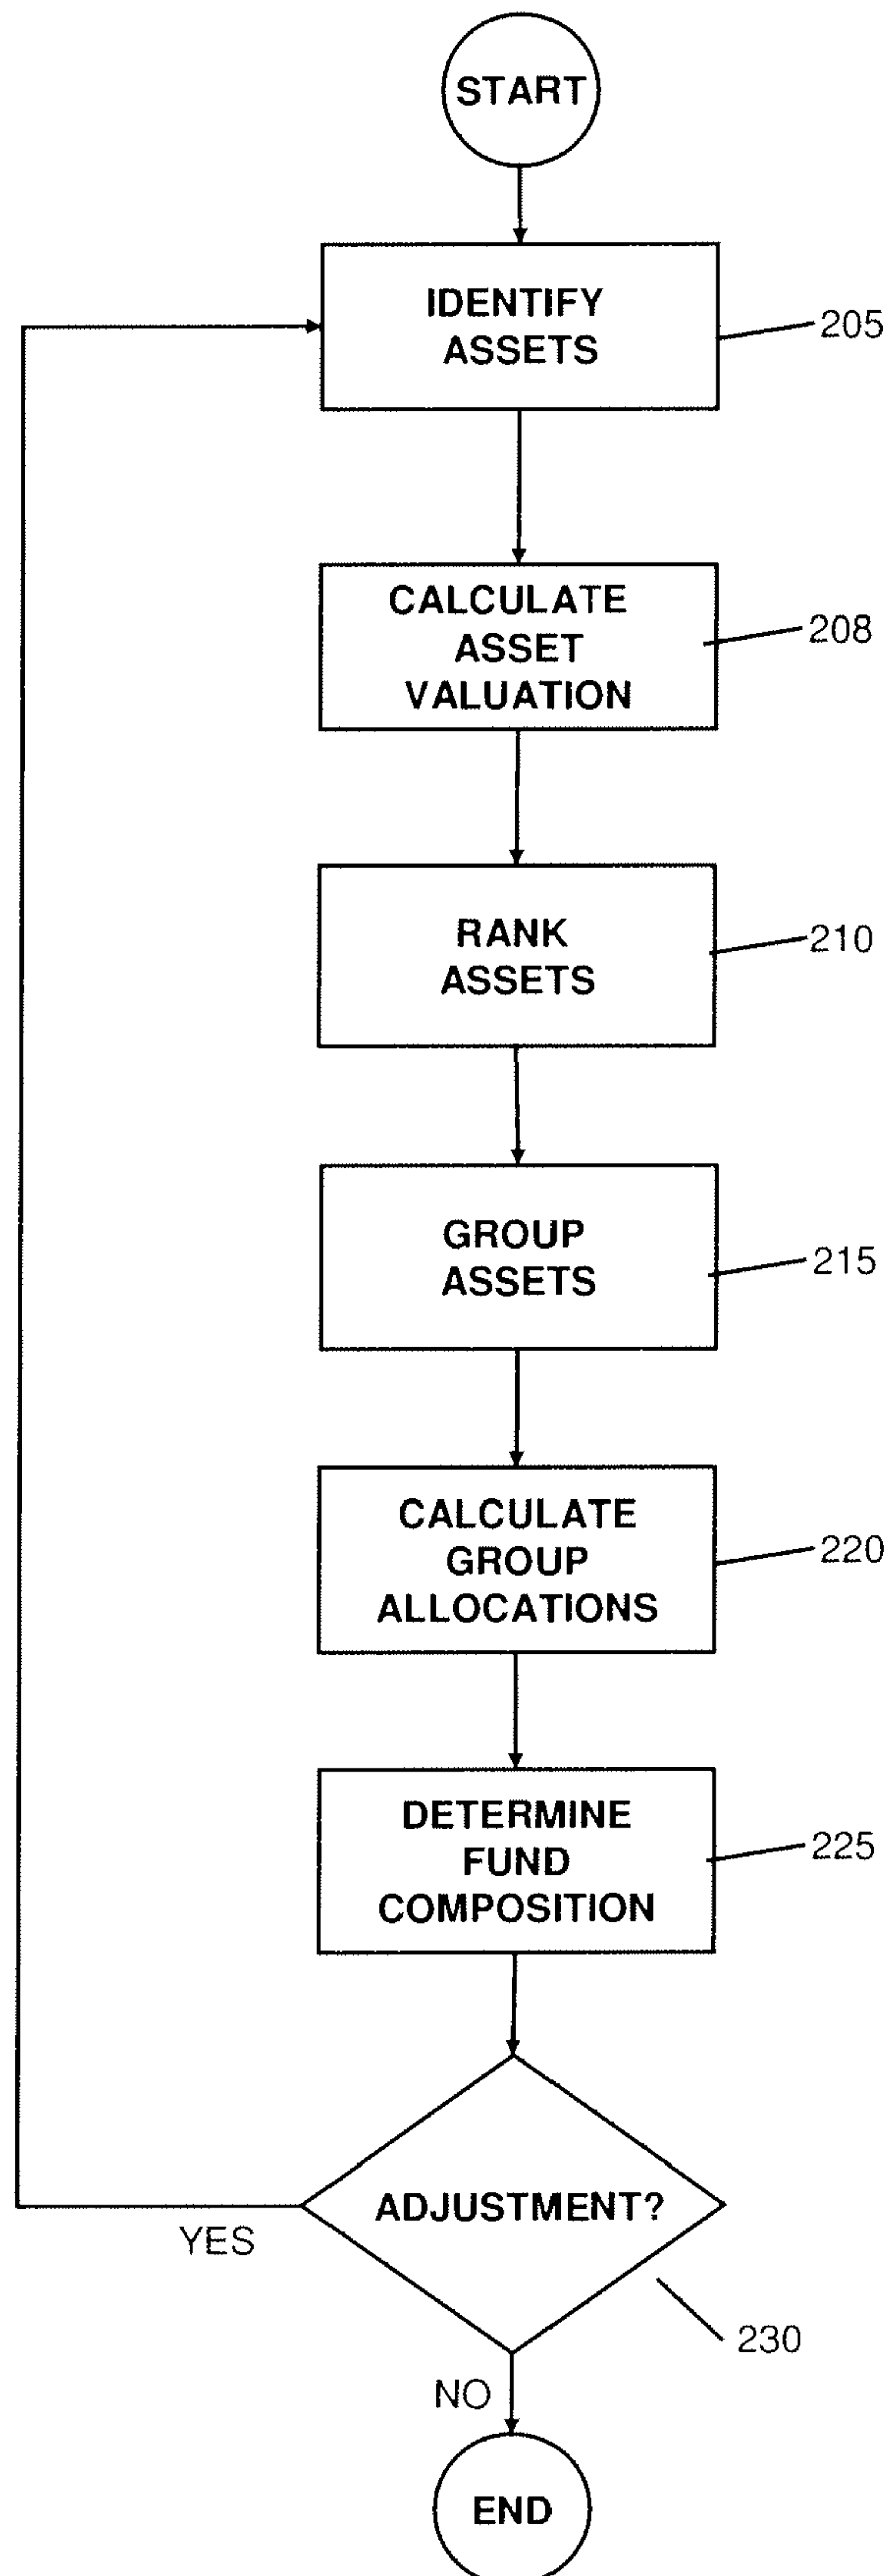 START
IDENTIFY
ASSETS
205
CALCULATE
ASSET
VALUATION
208
RANK
ASSETS
210
GROUP
ASSETS
215
CALCULATE
GROUP
ALLOCATIONS
220
DETERMINE
FUND
COMPOSITION
225
ADJUSTMENT?
YES
230
NO
END